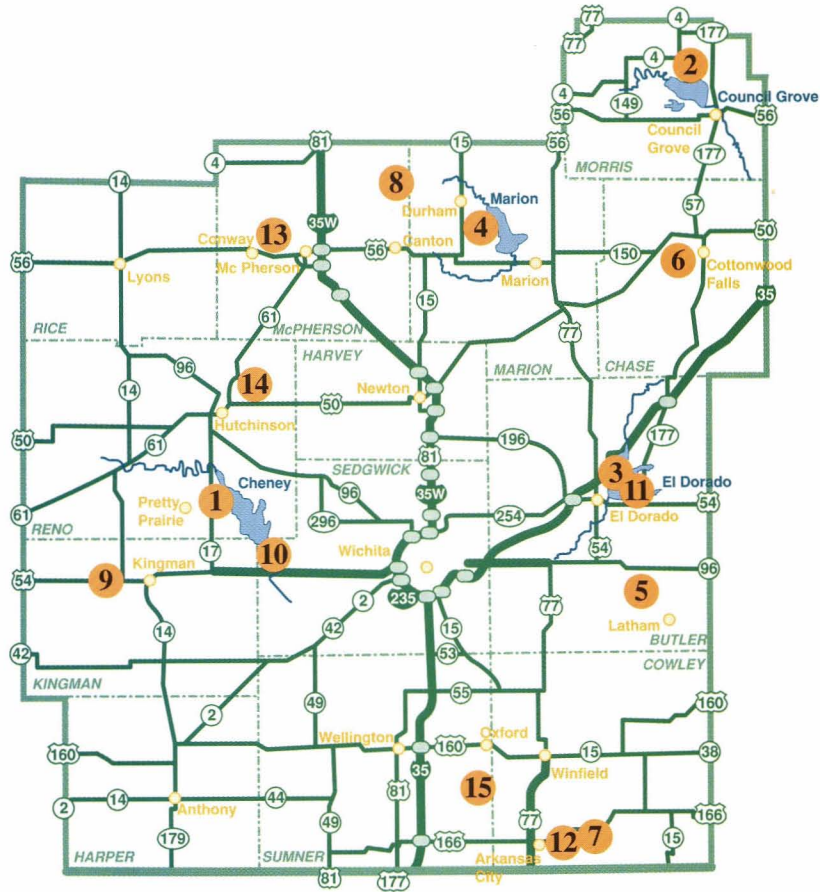 77
4
177
77
4
2
4
149
Council Grove
56
56
Council
Grove
177
MORRIS
81
15
56
4
14
8
Marion
Durham
4
57
50
35W
13
Conway
Mc Pherson
56
Canton
56
Lyons
Marion
150
6
Cottonwood
Falls
35
15
61
77
RICE
McPHERSON
HARVEY
MARION
CHASE
96
14
14
Newton
50
Hutchinson
177
50
61
196
81
SEDGWICK
Cheney
96
35W
3
11
El Dorado
Pretty
Prairie
1
61
RENO
296
254
El Dorado
54
Wichita
17
10
54
54
9
Kingman
96
235
2
77
5
Latham
14
42
15
BUTLER
42
53
COWLEY
KINGMAN
49
55
160
2
Wellington
160
Oxford
15
38
160
35
Winfield
81
15
2
14
44
Anthony
77
166
49
179
166
12
7
15
Arkansas
City
HARPER
SUMNER
81
177